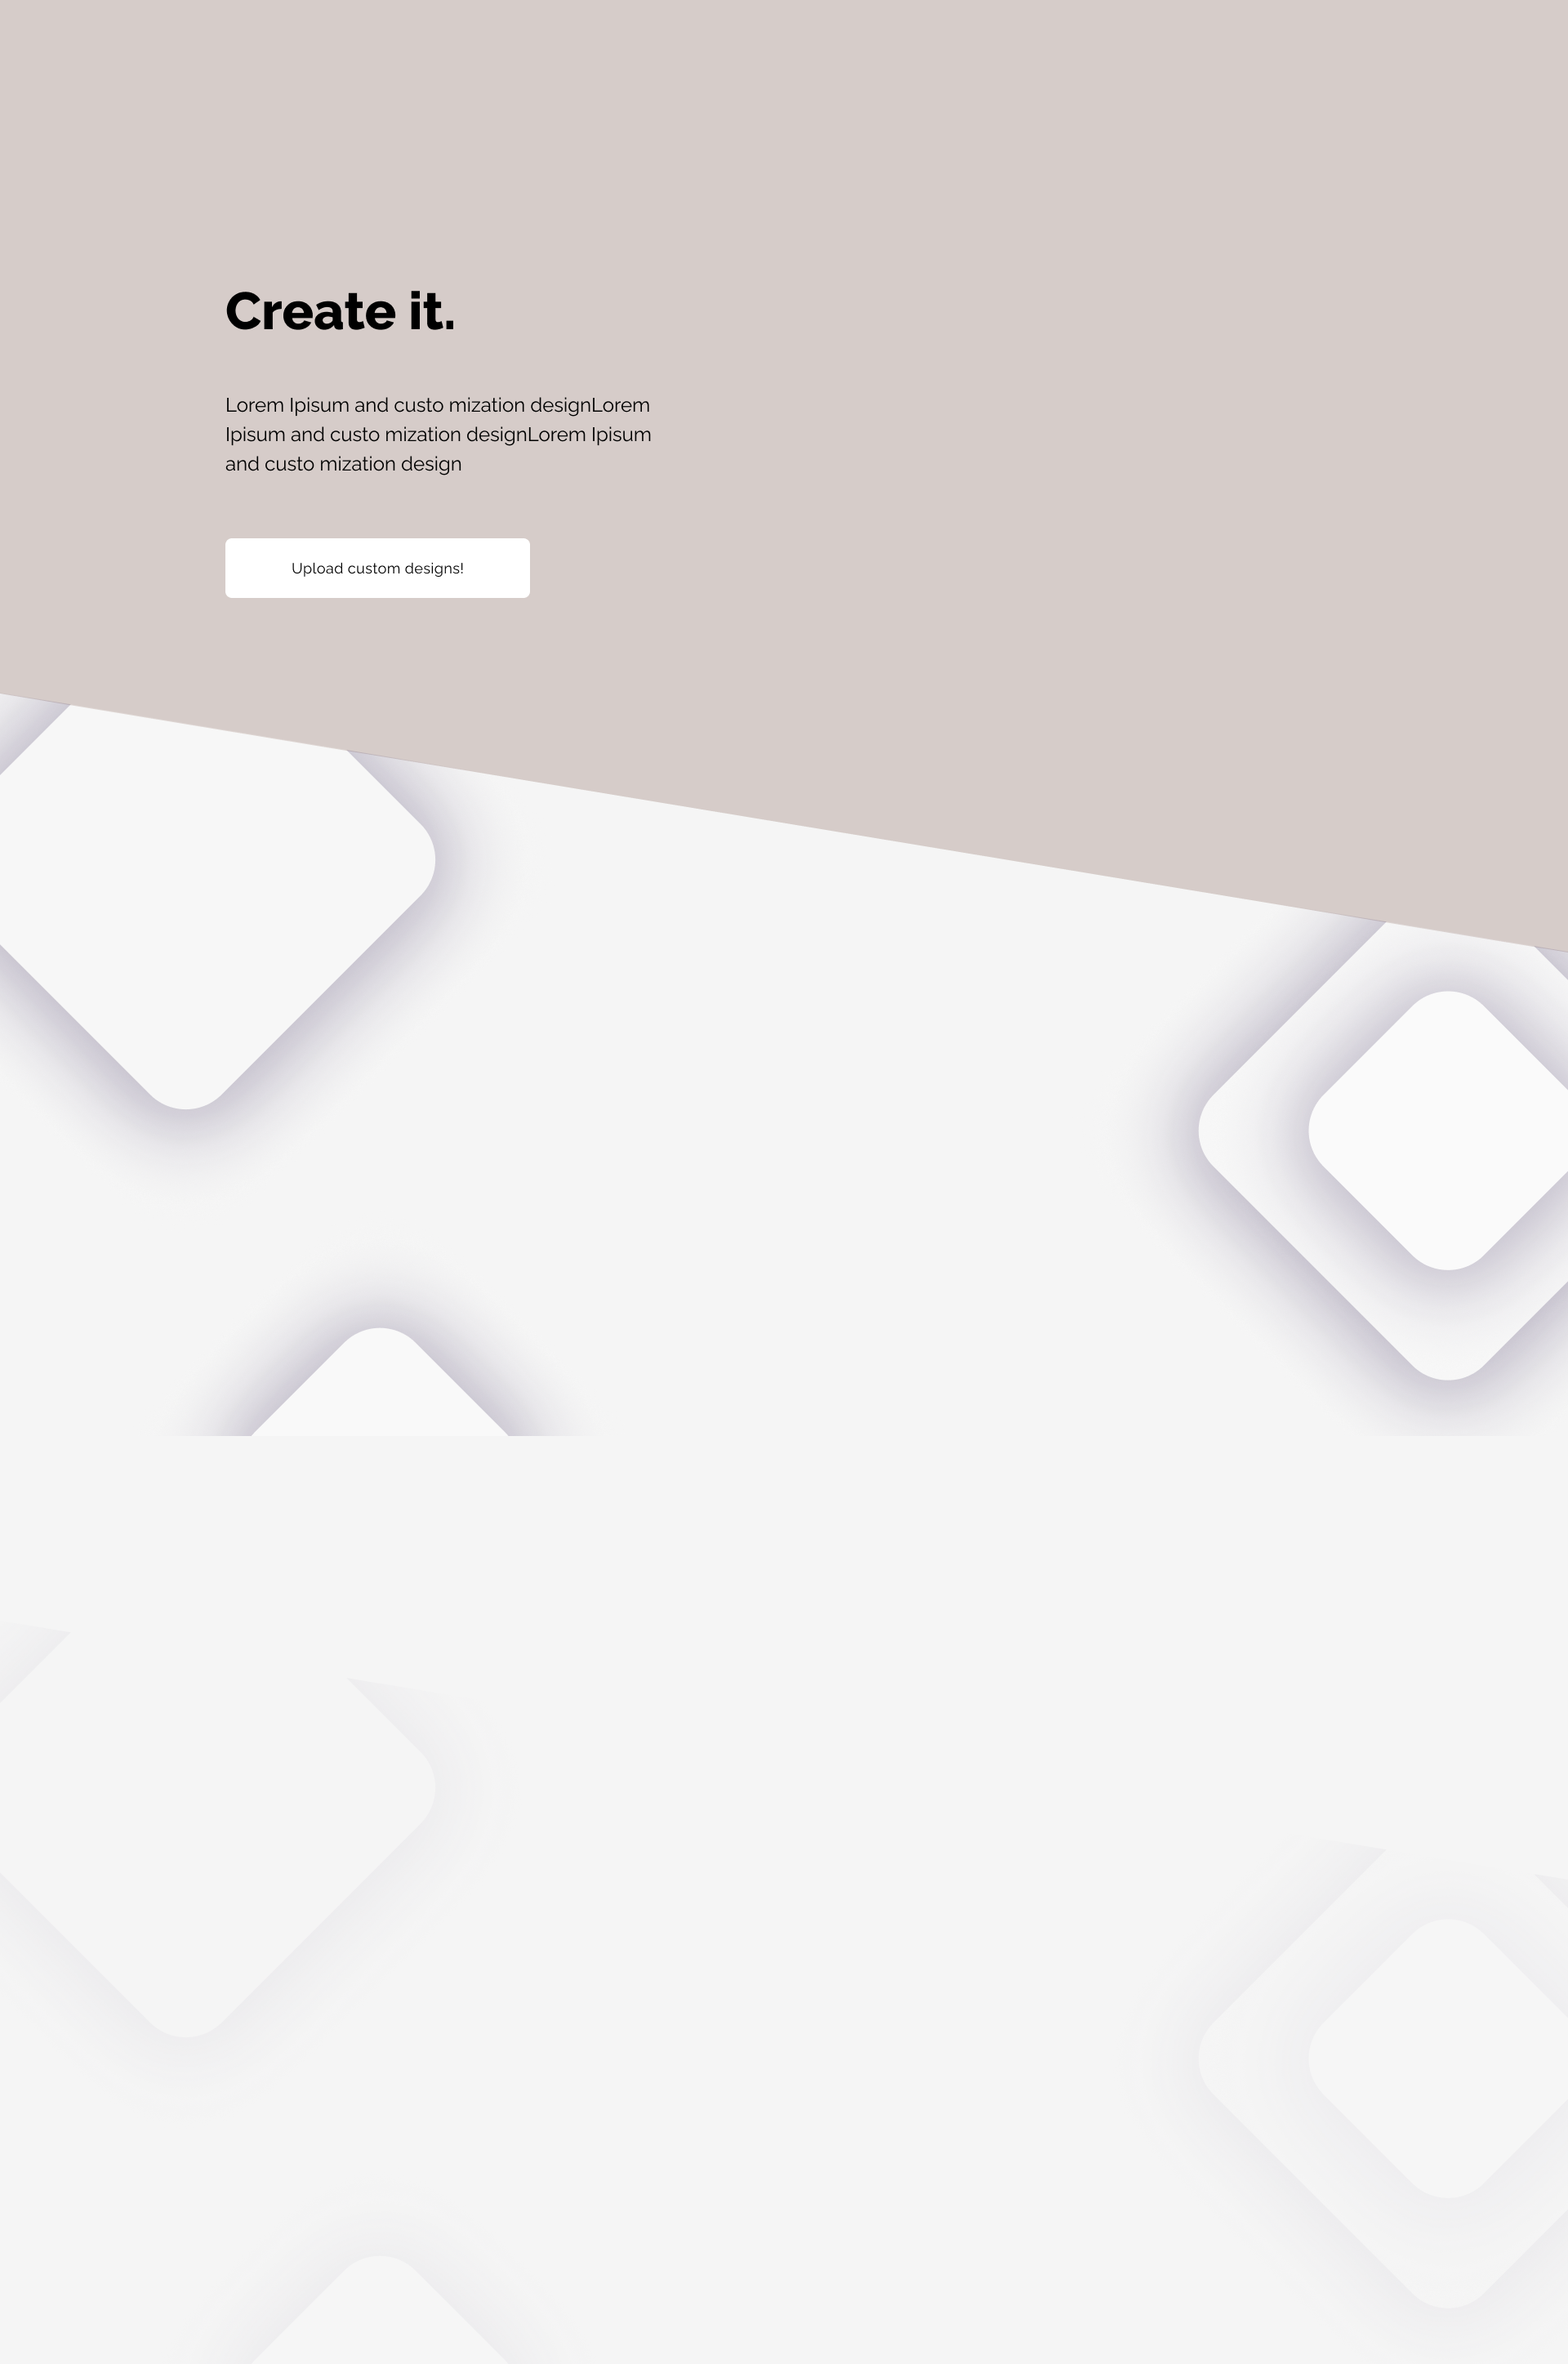 Create it.
Lorem Ipisum and custo mization designLorem
Ipisum and custo mization designLorem Ipisum
and custo mization design
Upload custom designs!